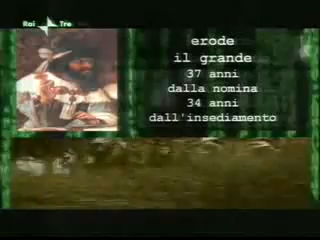 Rai Tre
erode
il grande
37 anni
dalla nomina
34 anni
dall'insediamento